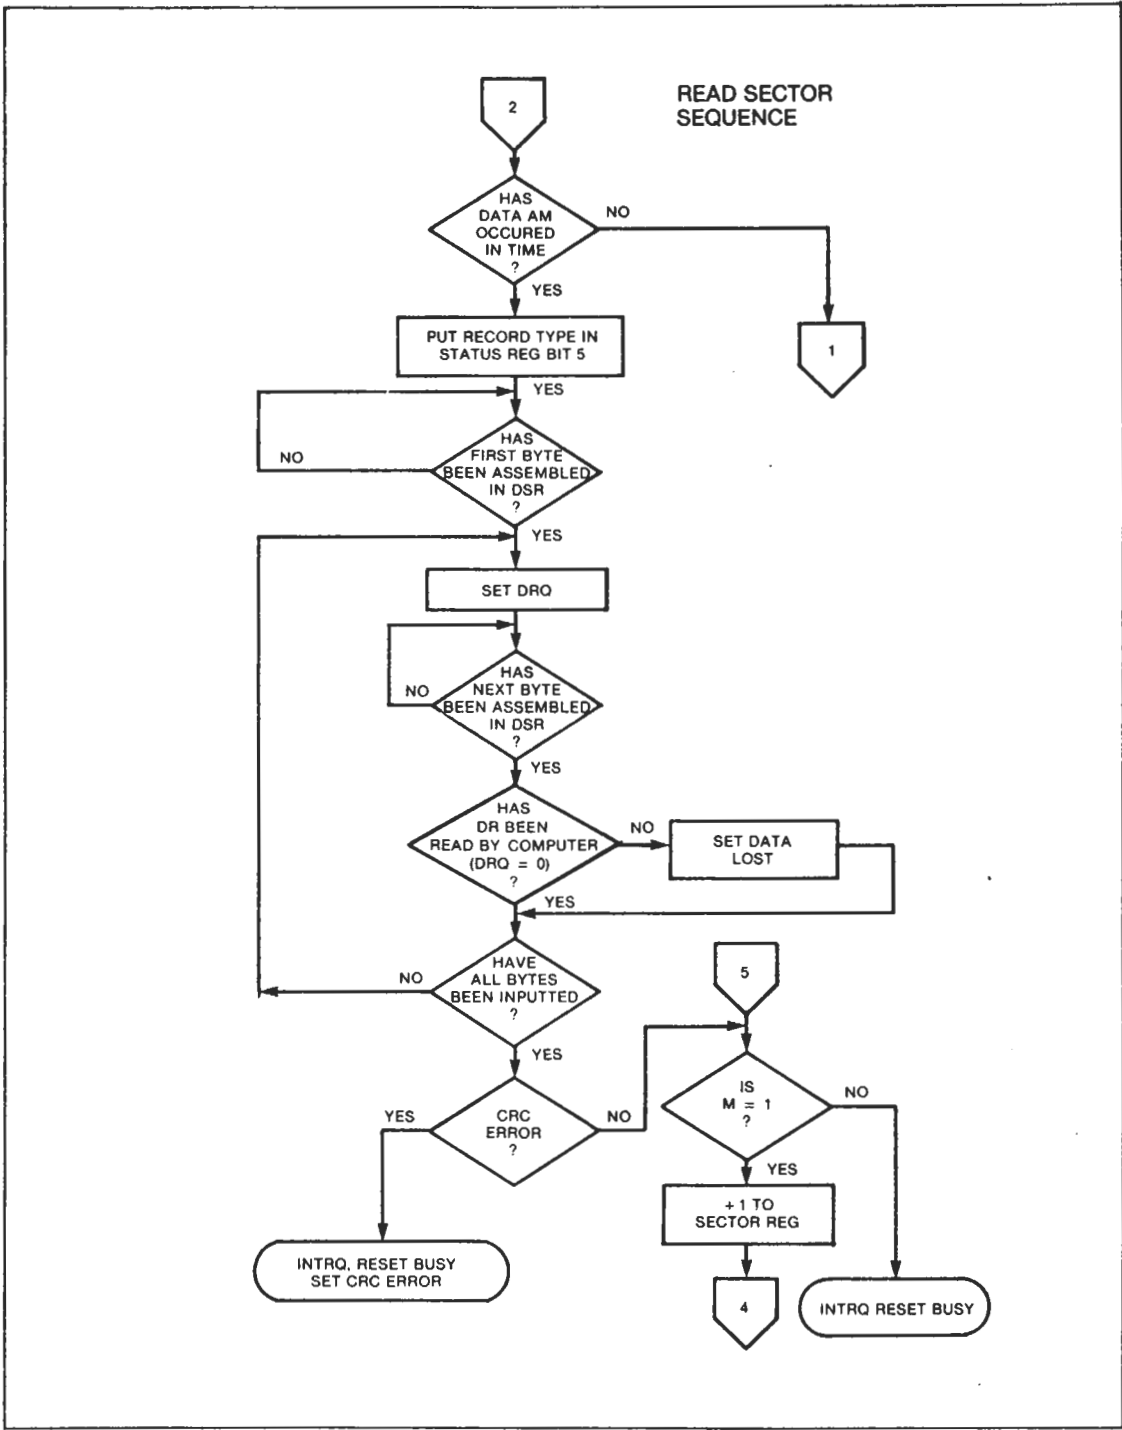 READ SECTOR
SEQUENCE
2
HAS
DATA AM
OCCURED
IN TIME
?
NO
YES
1
PUT RECORD TYPE IN
STATUS REG BIT 5
YES
HAS
FIRST BYTE
BEEN ASSEMBLED
IN DSR
?
NO
YES
SET DRQ
HAS
NEXT BYTE
BEEN ASSEMBLED
IN DSR
?
NO
YES
HAS
DR BEEN
READ BY COMPUTER
(DRQ = 0)
?
NO
SET DATA
LOST
YES
HAVE
ALL BYTES
BEEN INPUTTED
?
NO
YES
CRC
ERROR
?
YES
NO
INTRQ, RESET BUSY
SET CRC ERROR
5
IS
M = 1
?
NO
YES
+ 1 TO
SECTOR REG
4
INTRQ RESET BUSY